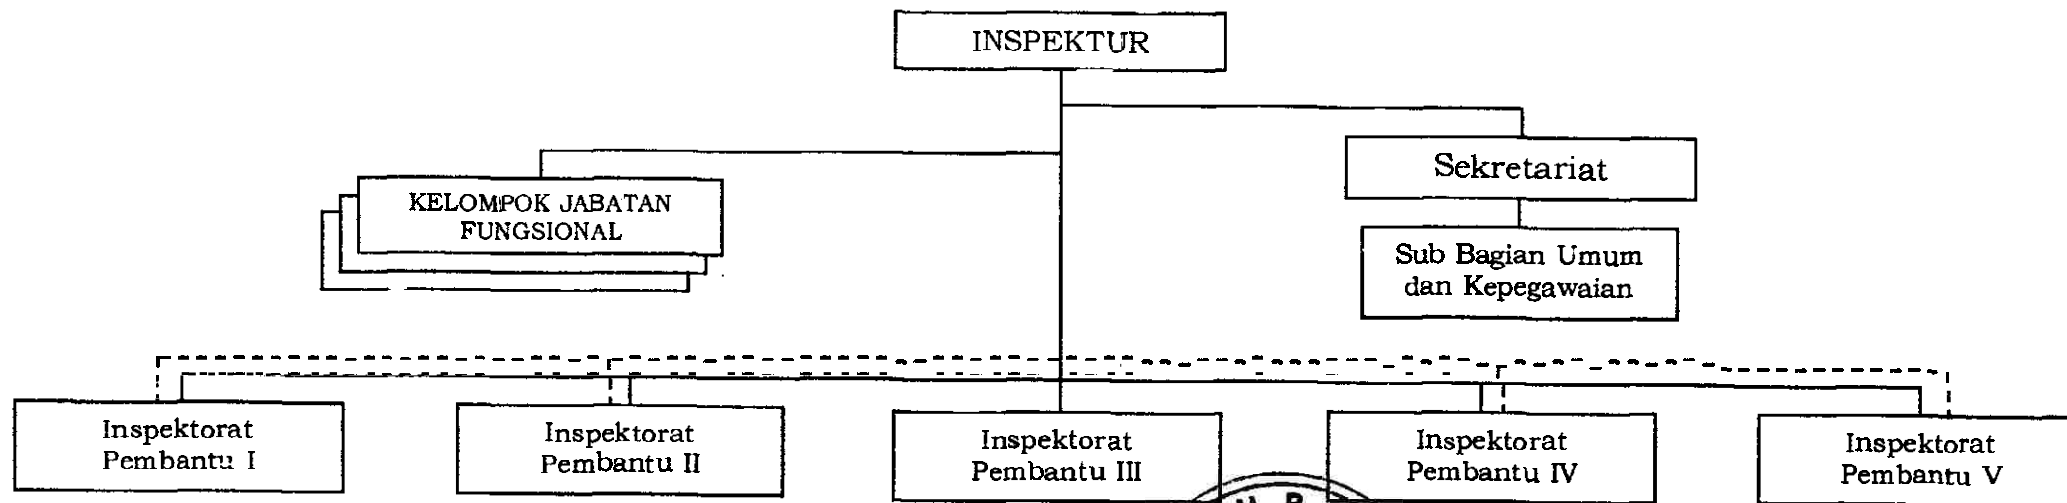 INSPEKTUR
Sekretariat
KELOMPOK JABATAN
FUNGSIONAL
Sub Bagian Umum
dan Kepegawaian
Inspektorat
Pembantu I
Inspektorat
Pembantu II
Inspektorat
Pembantu III
Inspektorat
Pembantu IV
Inspektorat
Pembantu V